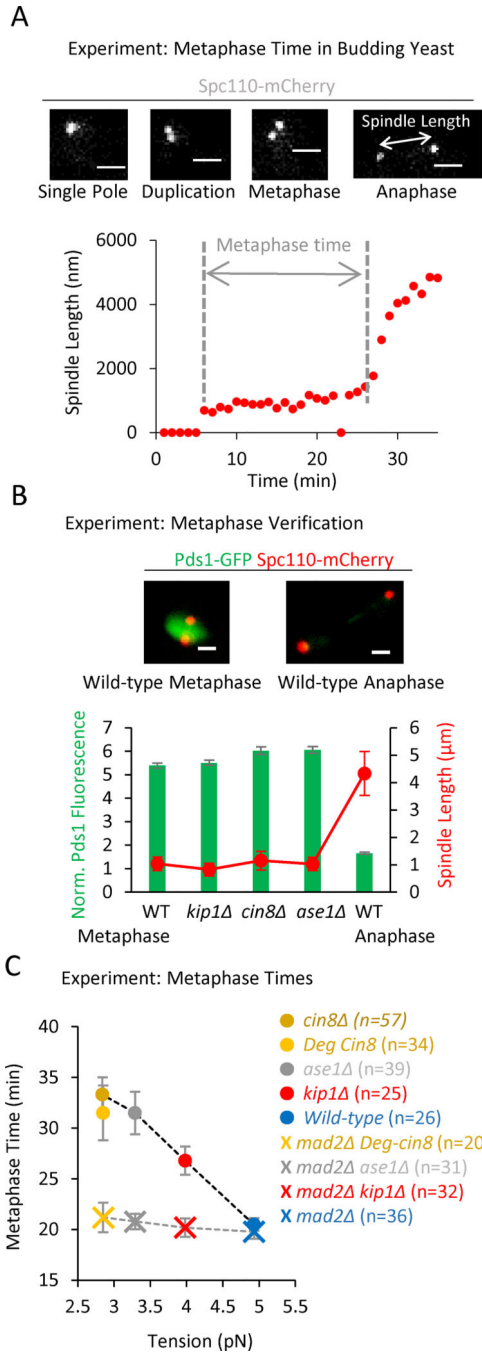 A
Experiment: Metaphase Time in Budding Yeast
Spc110-mCherry
Spindle Length
Single Pole Duplication Metaphase Anaphase
Metaphase time
Spindle Length (nm)
6000
4000
2000
0
0 10 20 30
Time (min)
B
Experiment: Metaphase Verification
Pds1-GFP Spc110-mCherry
Wild-type Metaphase Wild-type Anaphase
Norm. Pds1 Fluorescence
7
6
5
4
3
2
1
0
Spindle Length (μm)
6
5
4
3
2
1
0
WT kip1Δ cin8Δ ase1Δ WT
Metaphase Anaphase
C
Experiment: Metaphase Times
Metaphase Time (min)
40
35
30
25
20
15
2.5 3 3.5 4 4.5 5 5.5
Tension (pN)
cin8Δ (n=57)
Deg Cin8 (n=34)
ase1Δ (n=39)
kip1Δ (n=25)
Wild-type (n=26)
mad2Δ Deg-cin8 (n=20
mad2Δ ase1Δ (n=31)
mad2Δ kip1Δ (n=32)
mad2Δ (n=36)